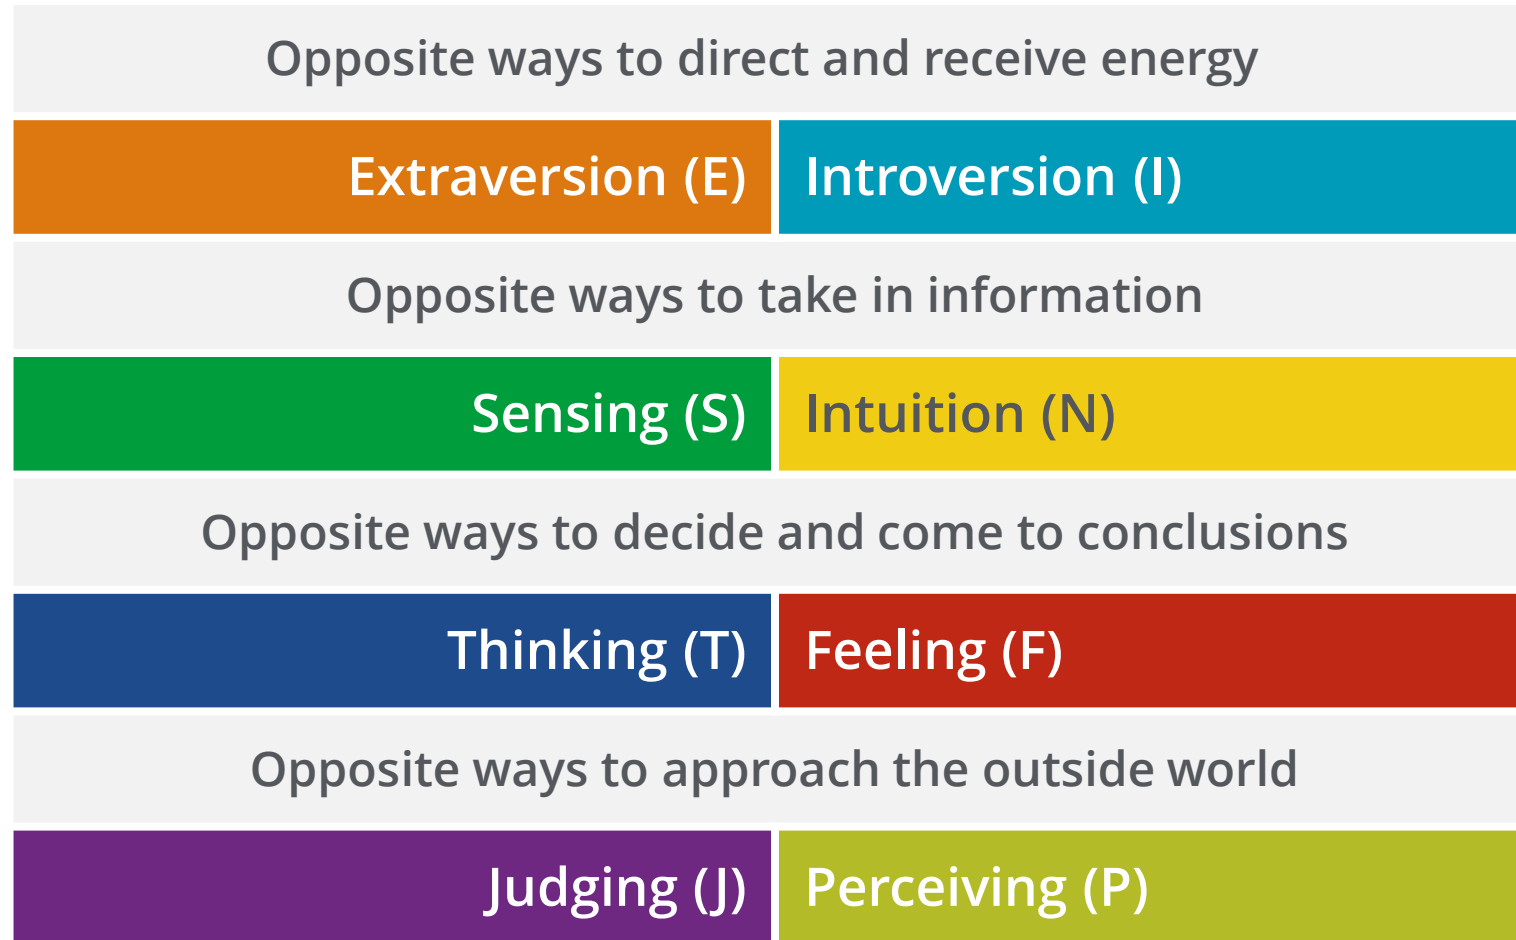 Opposite ways to direct and receive energy
Extraversion (E) Introversion (I)
Opposite ways to take in information
Sensing (S) Intuition (N)
Opposite ways to decide and come to conclusions
Thinking (T) Feeling (F)
Opposite ways to approach the outside world
Judging (J) Perceiving (P)